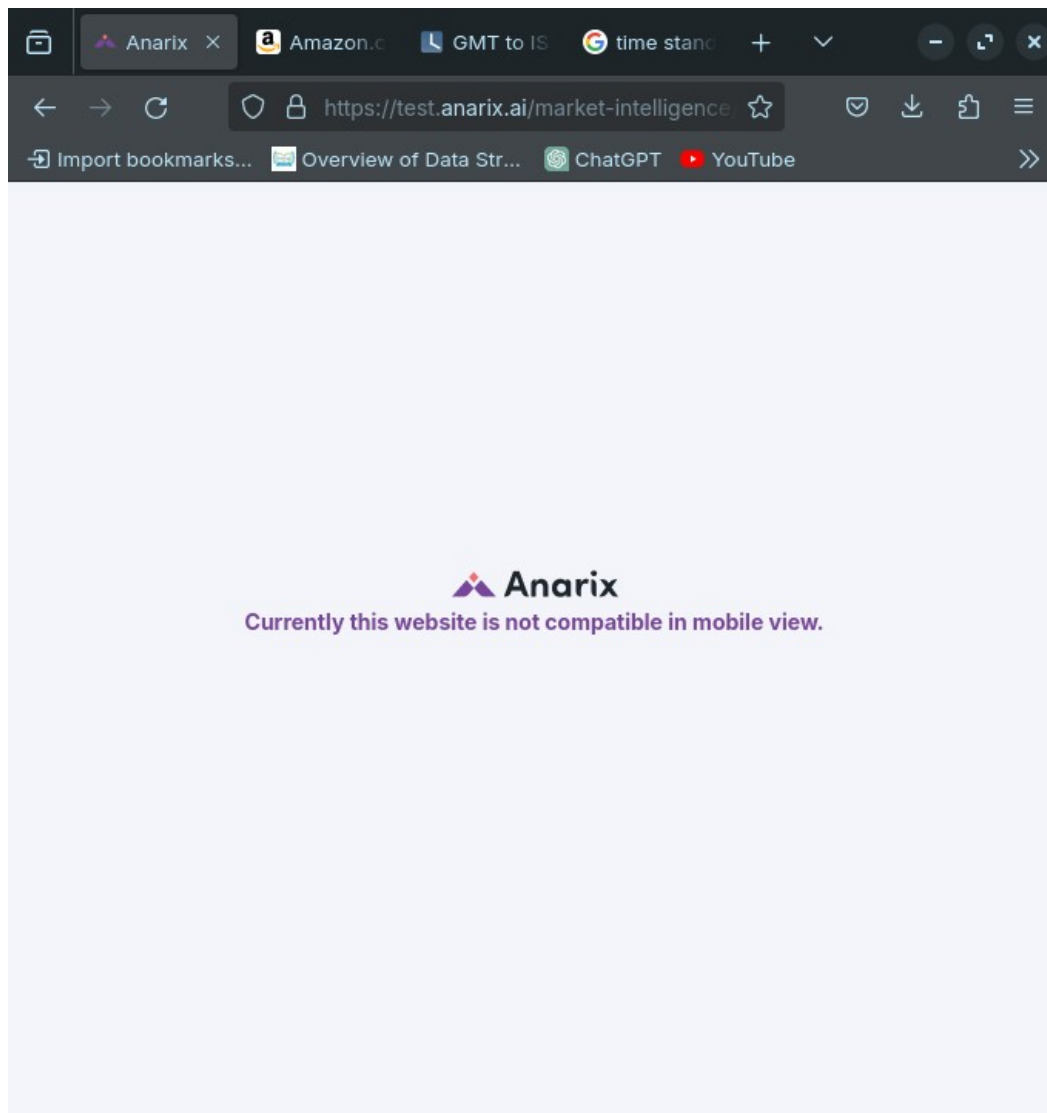 Anarix
Amazon.c
GMT to IS
time stand
https://test.anarix.ai/market-intelligence
Import bookmarks...
Overview of Data Str...
ChatGPT
YouTube
Anarix
Currently this website is not compatible in mobile view.